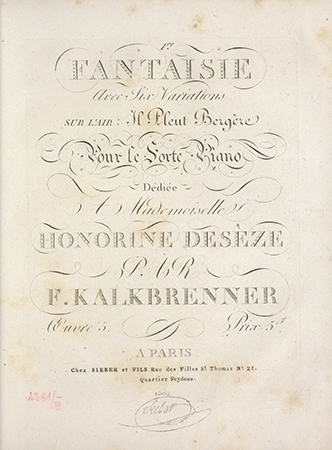 1re
FANTAISIE
Avec Six Variations
SUR L'AIR: Il Pleut Bergère
Pour le Forte Piano
Dédiée
A Mademoiselle
HONORINE DESÈZE
PAR
F. KALKBRENNER
Œuvre 5. Prix 5f
A PARIS
Chez SIEBER et FILS Rue des Filles St Thomas No 21.
Quartier Feydeau.